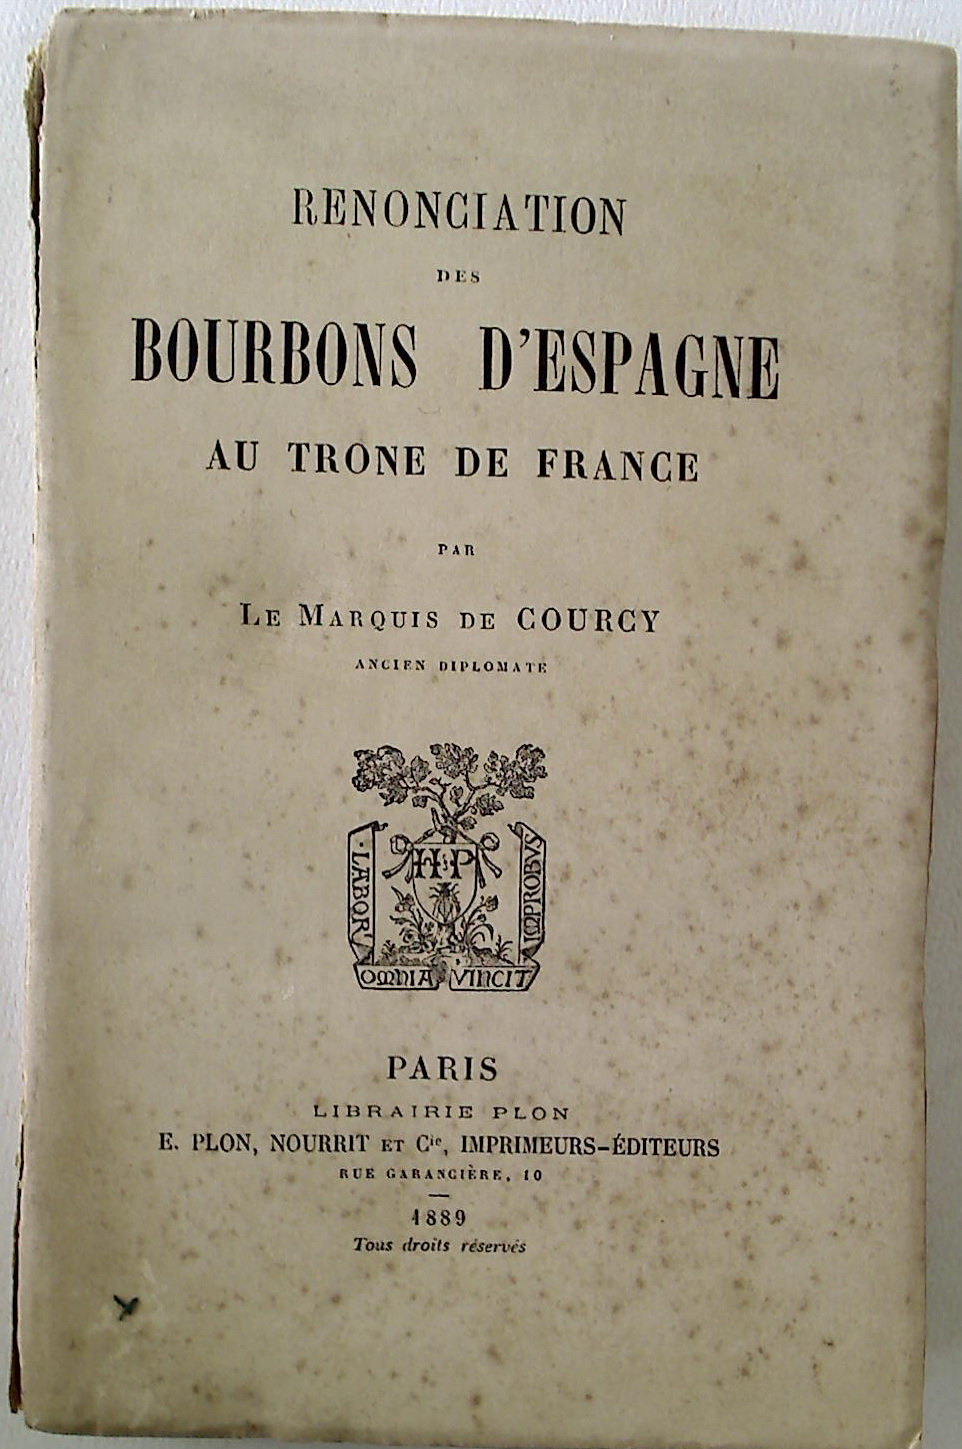 RENONCIATION
DES
BOURBONS D'ESPAGNE
AU TRONE DE FRANCE
PAR
LE MARQUIS DE COURCY
ANCIEN DIPLOMATE
H P
LABOR
IMPROBVS
OMNIA VINCIT
PARIS
LIBRAIRIE PLON
E. PLON, NOURRIT ET Cie, IMPRIMEURS-ÉDITEURS
RUE GARANCIÈRE, 10
1889
Tous droits réservés